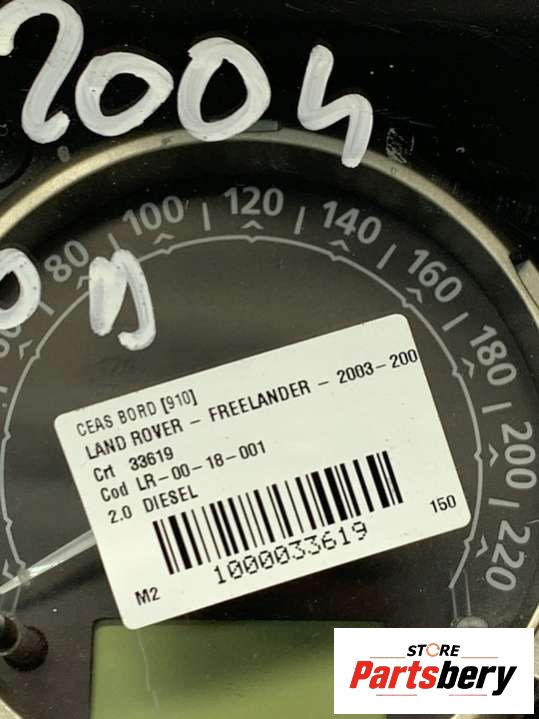 2004
80 100 120 140 160 180 200 220
0 D
CEAS BORD [910]
LAND ROVER - FREELANDER - 2003-200
Crt 33619
Cod LR-00-18-001
2.0 DIESEL
M2
1000033619
150
STORE
Partsbery